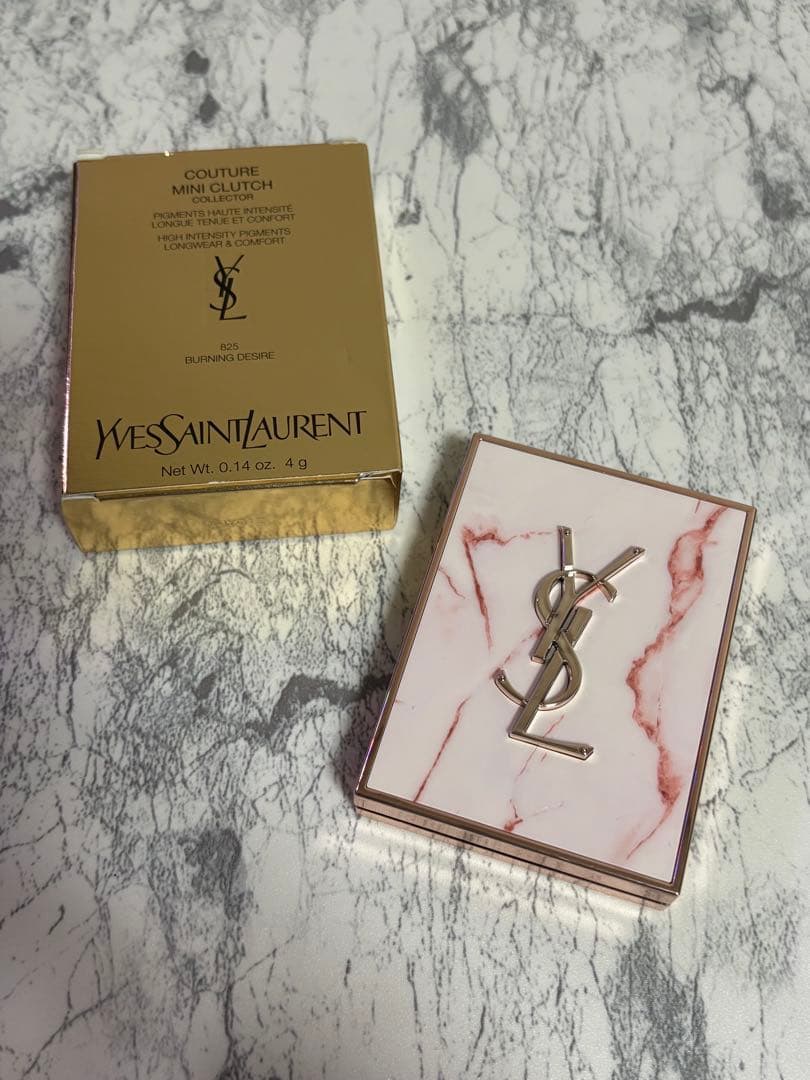 COUTURE
MINI CLUTCH
COLLECTOR
PIGMENTS HAUTE INTENSITÉ
LONGUE TENUE ET CONFORT
HIGH INTENSITY PIGMENTS
LONGWEAR & COMFORT
YSL
825
BURNING DESIRE
YVESSAINTLAURENT
Net Wt. 0.14 oz. 4 g
YSL